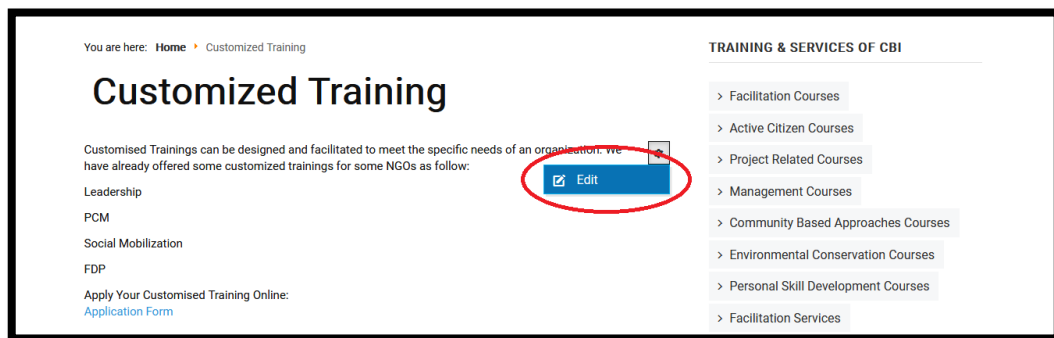 You are here: Home Customized Training
Customized Training
Customised Trainings can be designed and facilitated to meet the specific needs of an organization. We
have already offered some customized trainings for some NGOs as follow:
Edit
Leadership
PCM
Social Mobilization
FDP
Apply Your Customised Training Online:
Application Form
TRAINING & SERVICES OF CBI
> Facilitation Courses
> Active Citizen Courses
> Project Related Courses
> Management Courses
> Community Based Approaches Courses
> Environmental Conservation Courses
> Personal Skill Development Courses
> Facilitation Services